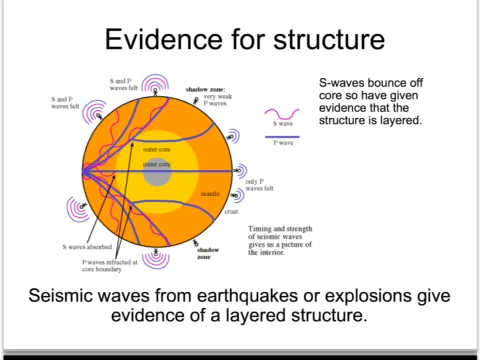 Evidence for structure
S and P
waves felt
shadow zone:
very weak
P waves
S and P
waves felt
S wave
P wave
S-waves bounce off
core so have given
evidence that the
structure is layered.
outer core
inner core
only P
waves felt
mantle
crust
S waves absorbed
P waves refracted at
core boundary
shadow
zone
Timing and strength
of seismic waves
gives us a picture of
the interior.
Seismic waves from earthquakes or explosions give
evidence of a layered structure.